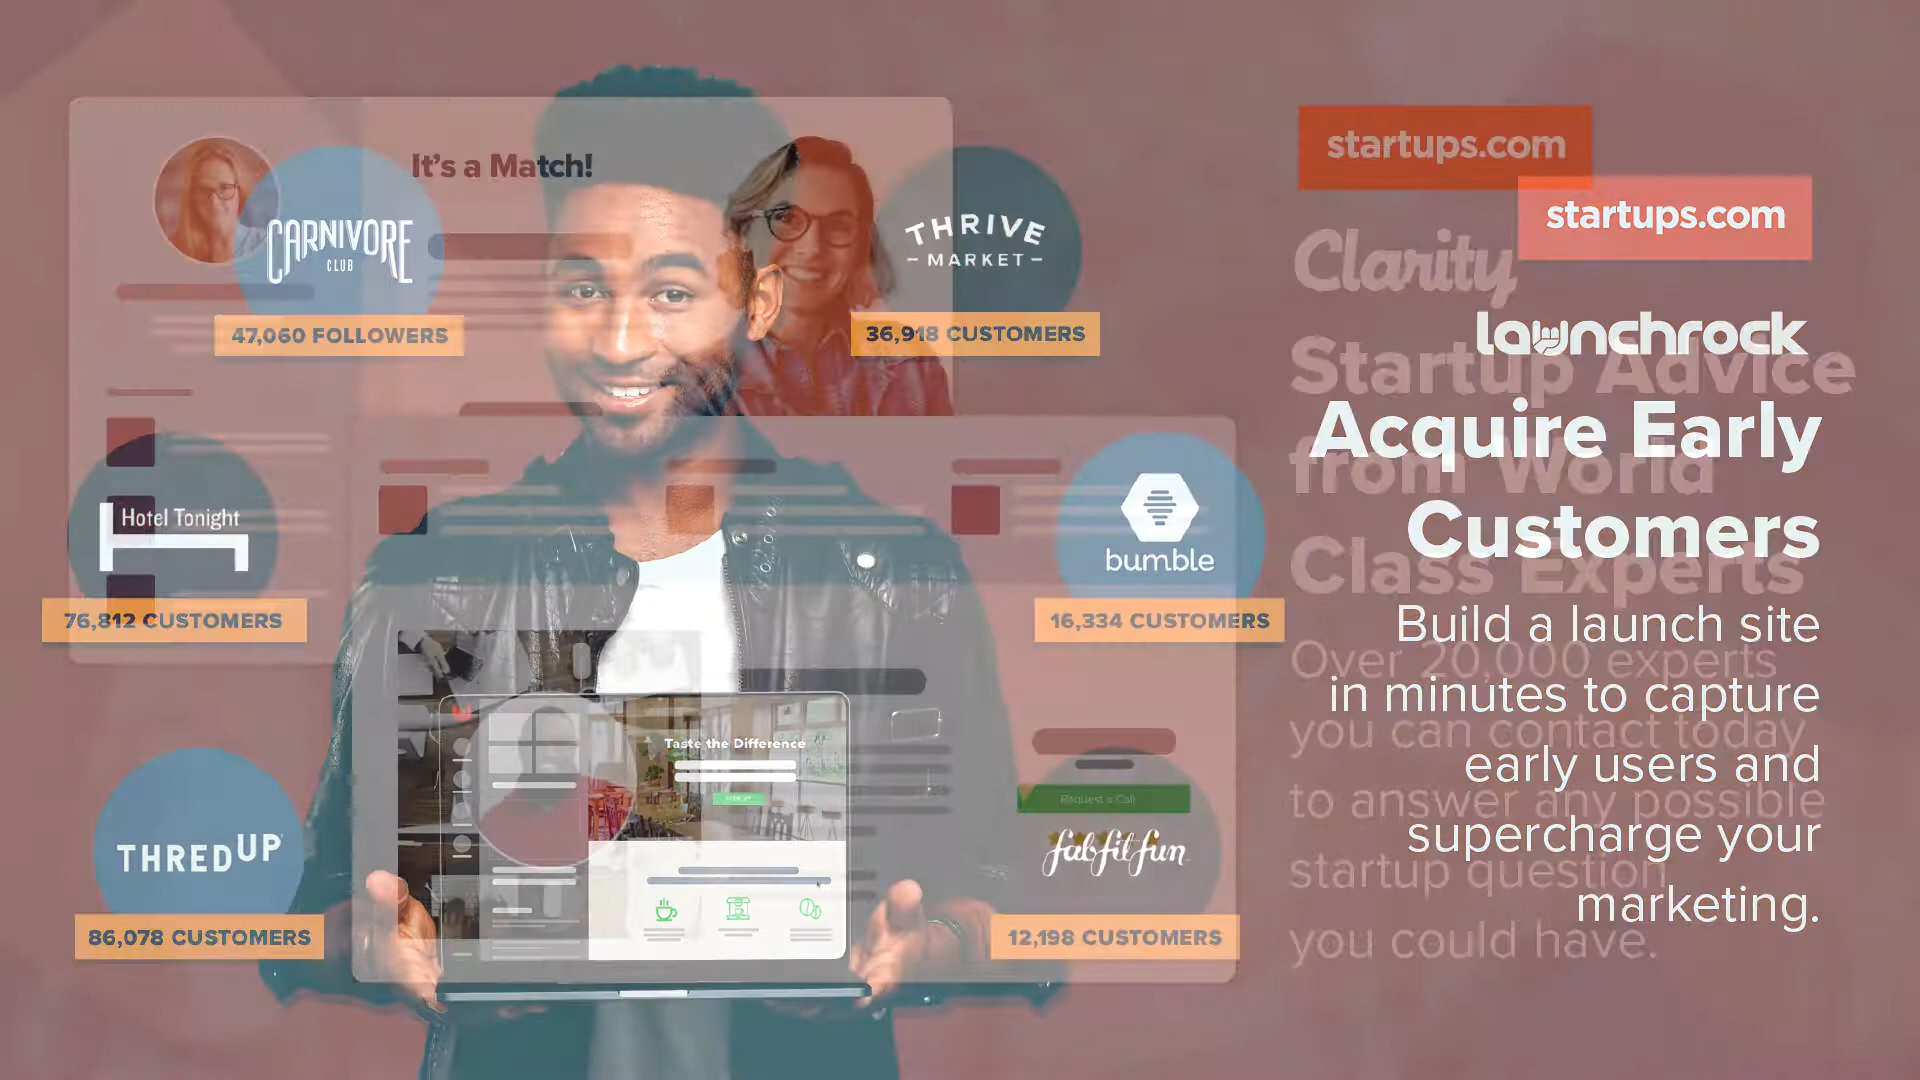 It's a Match!
CARNIVORE
CLUB
47,060 FOLLOWERS
THRIVE
- MARKET -
36,918 CUSTOMERS
Hotel Tonight
76,812 CUSTOMERS
bumble
16,334 CUSTOMERS
THREDUP
86,078 CUSTOMERS
Taste the Difference
SIGN UP
Request a Call
fabfitfun
12,198 CUSTOMERS
startups.com
Clarity
Startup Advice
from World
Class Experts
Over 20,000 experts
you can contact today
to answer any possible
startup question
you could have.
startups.com
launchrock
Acquire Early
Customers
Build a launch site
in minutes to capture
early users and
supercharge your
marketing.